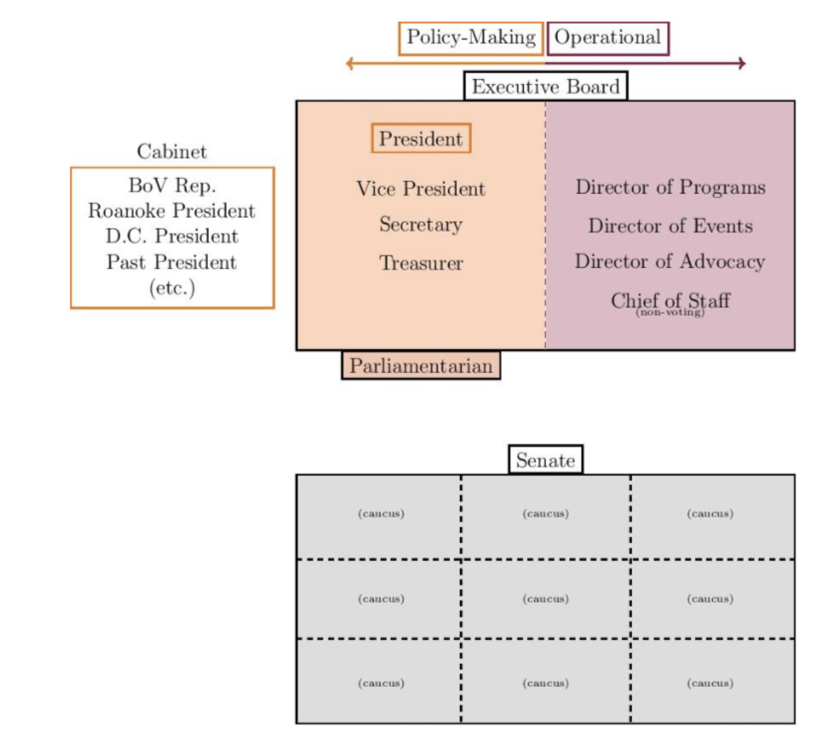 Policy-Making Operational
Executive Board
President
Cabinet
BoV Rep.
Roanoke President
D.C. President
Past President
(etc.)
Vice President
Secretary
Treasurer
Director of Programs
Director of Events
Director of Advocacy
Chief of Staff
(non-voting)
Parliamentarian
Senate
(caucus) (caucus) (caucus)
(caucus) (caucus) (caucus)
(caucus) (caucus) (caucus)